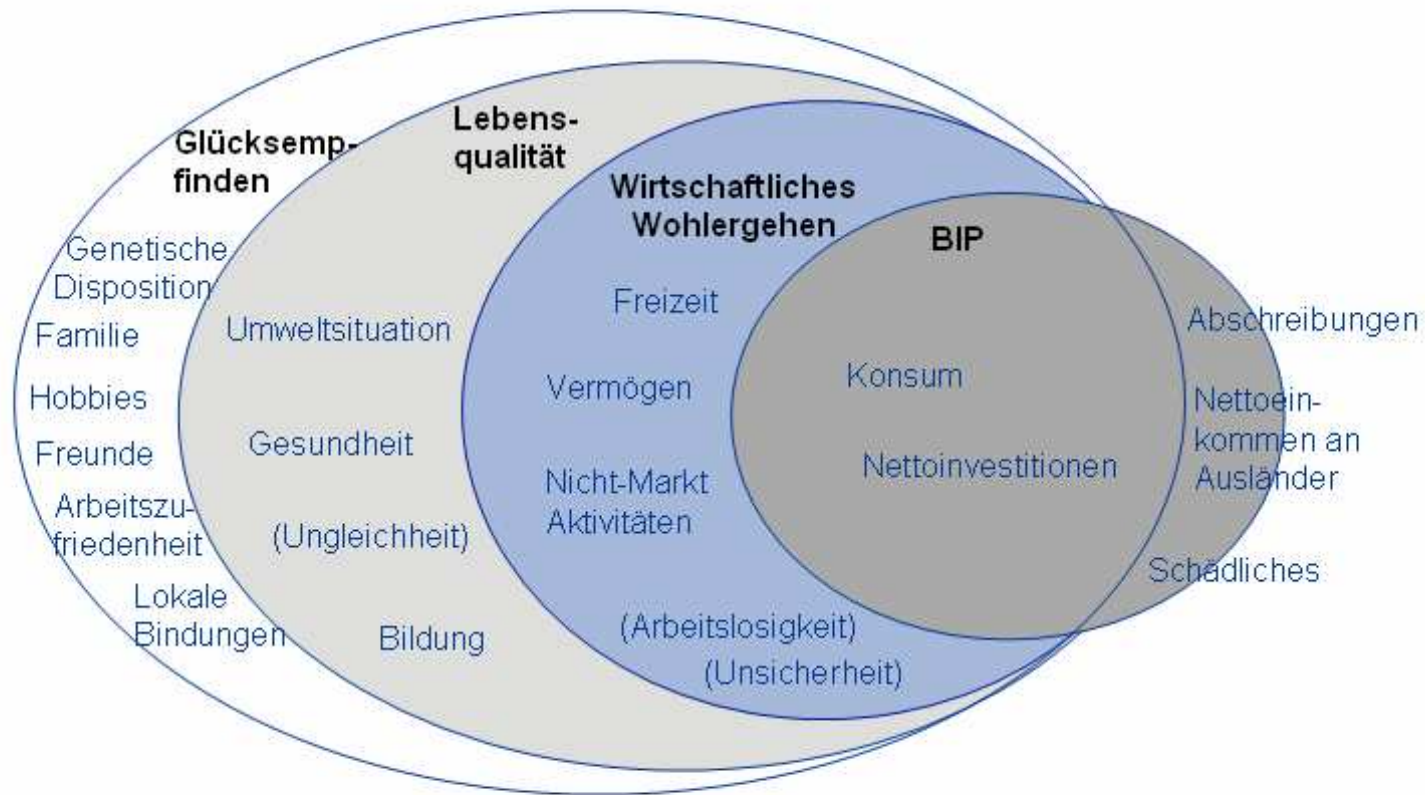 Glücksemp-
finden
Genetische
Disposition
Familie
Hobbies
Freunde
Arbeitszu-
friedenheit
Lokale
Bindungen
Lebens-
qualität
Umweltsituation
Gesundheit
(Ungleichheit)
Bildung
Wirtschaftliches
Wohlergehen
Freizeit
Vermögen
Nicht-Markt
Aktivitäten
(Arbeitslosigkeit)
(Unsicherheit)
BIP
Konsum
Nettoinvestitionen
Abschreibungen
Nettoein-
kommen an
Ausländer
Schädliches